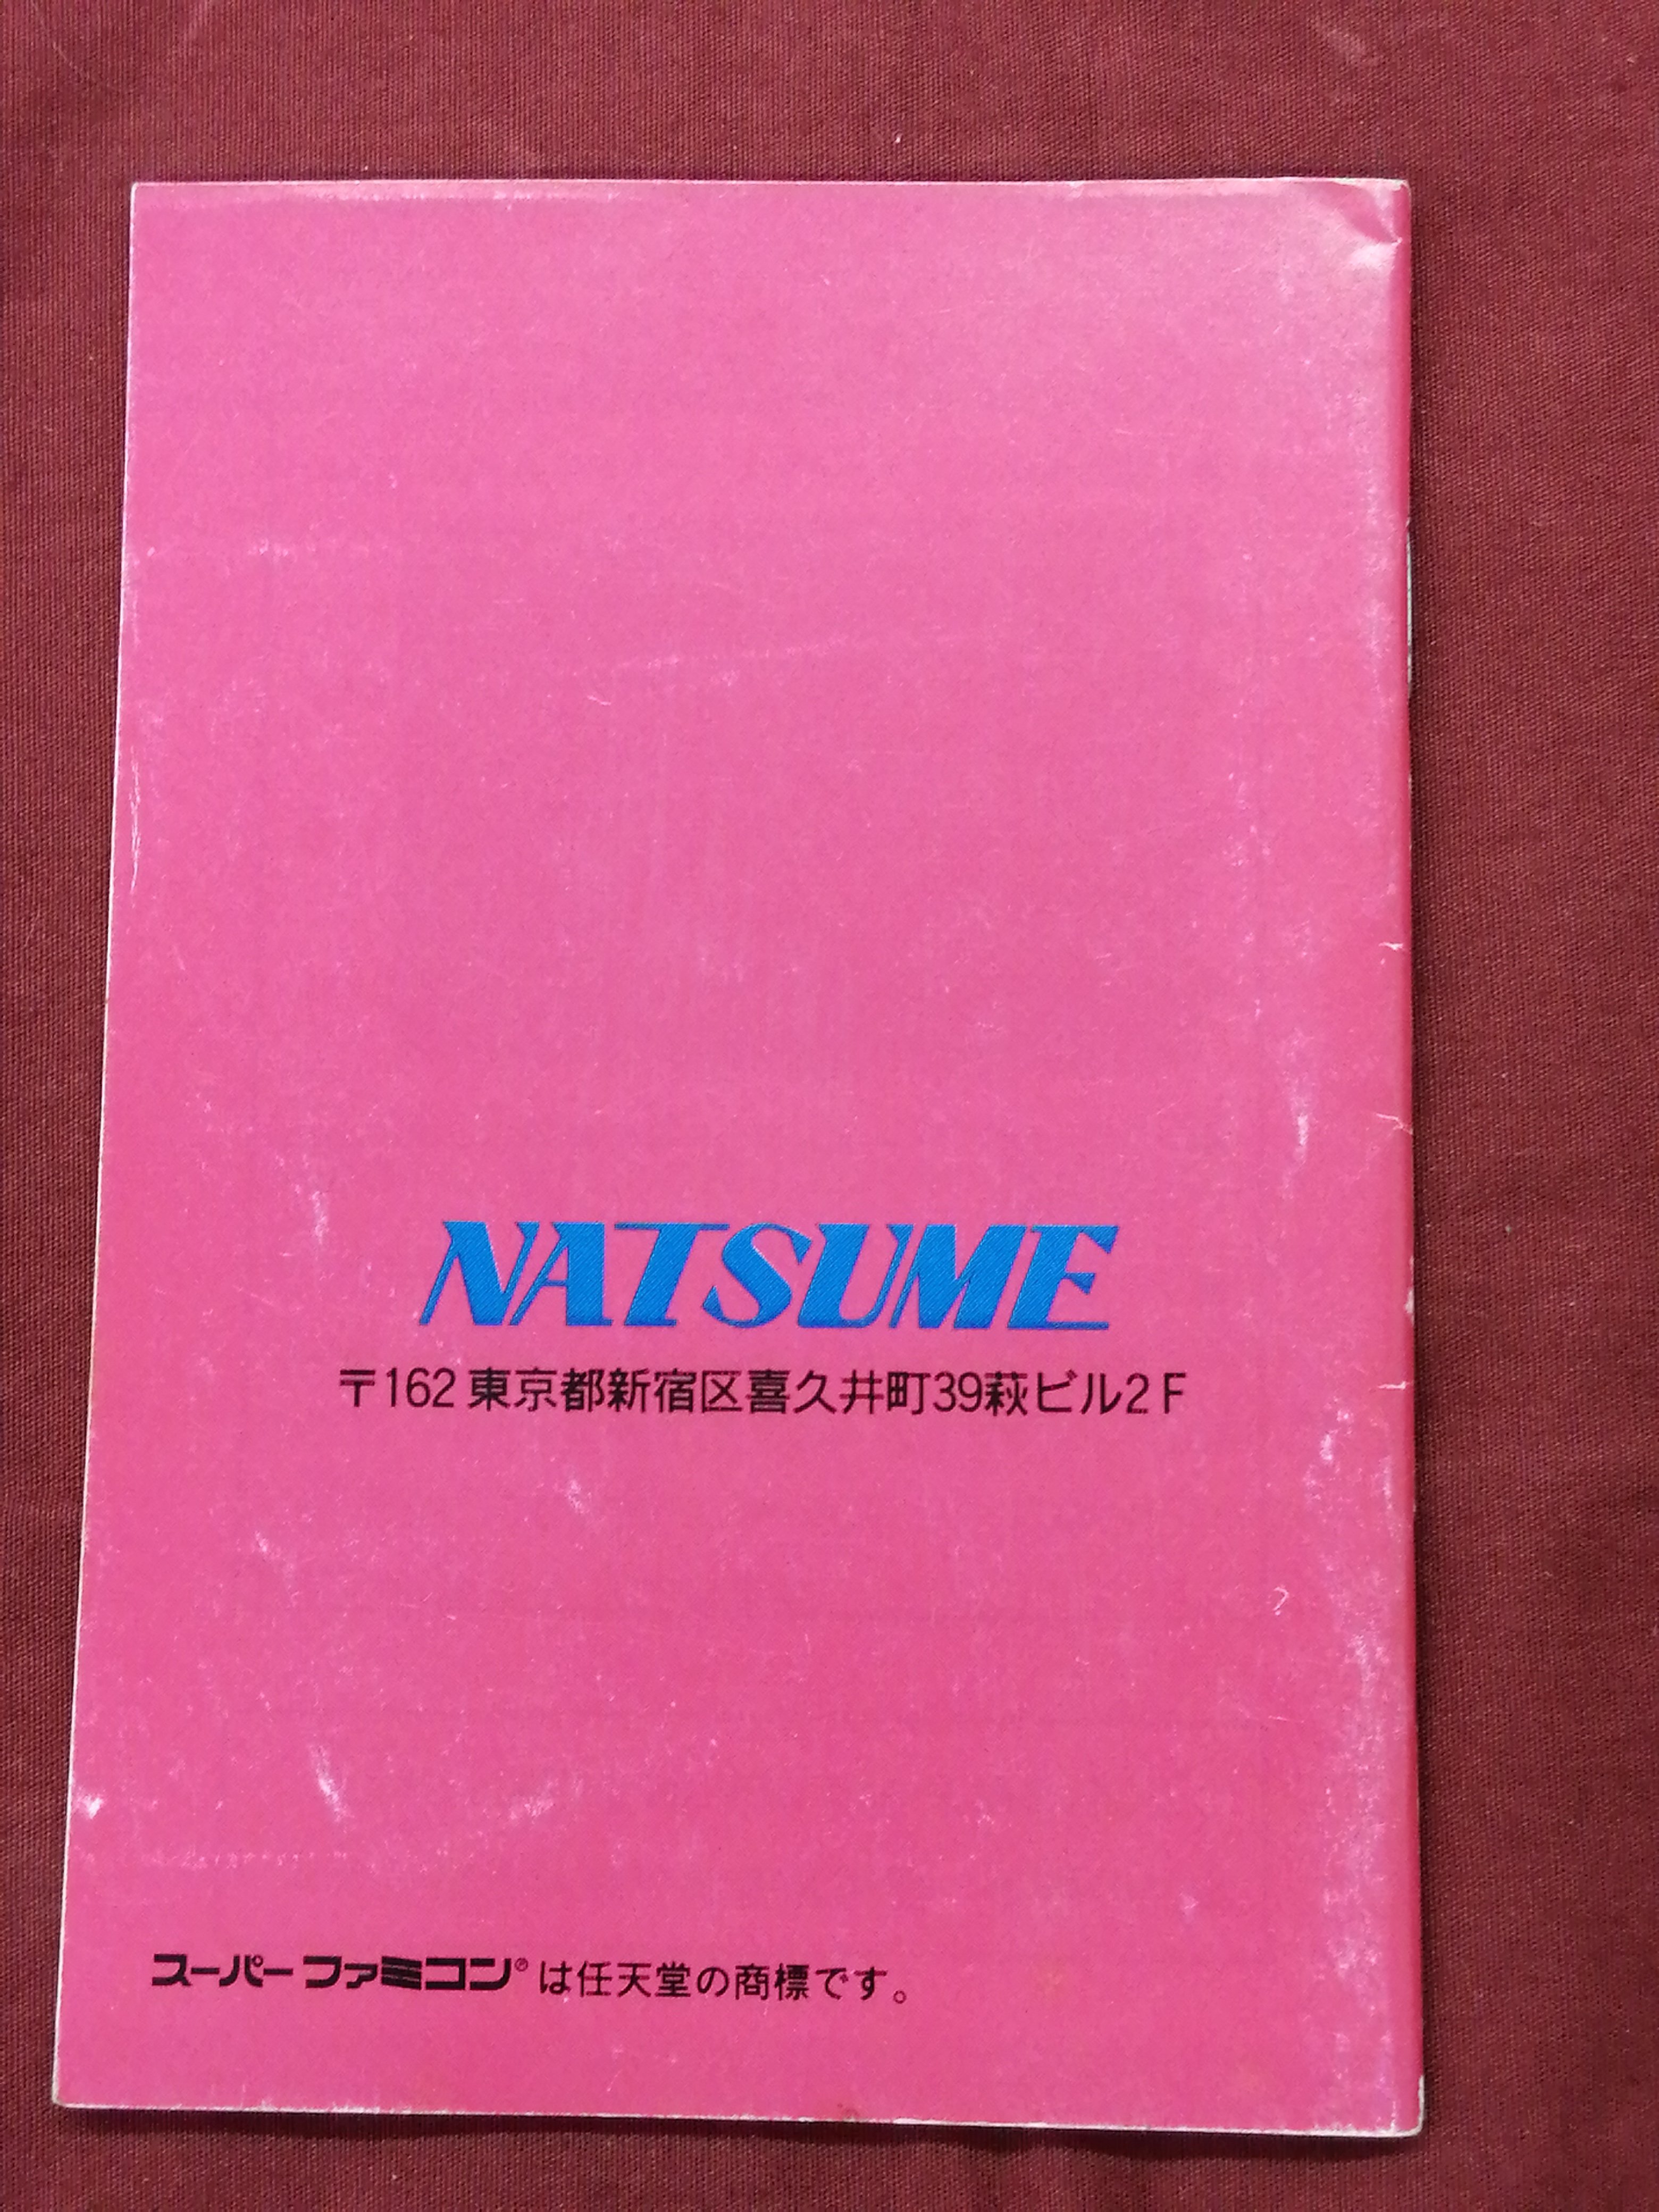 NATSUME
〒162 東京都新宿区喜久井町39萩ビル2F
スーパーファミコン®は任天堂の商標です。